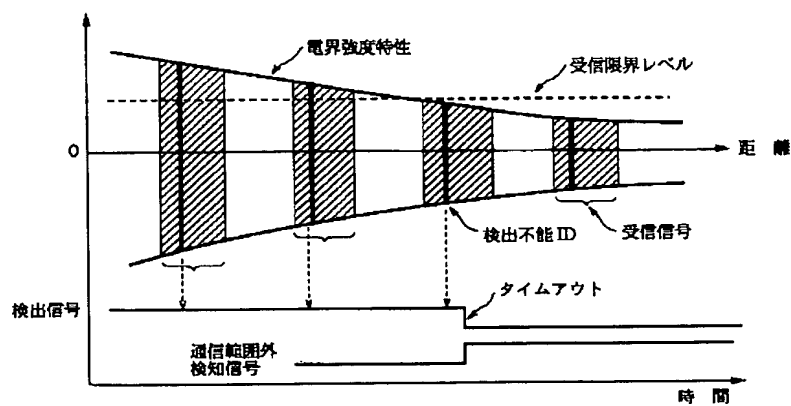 電界強度特性
受信限界レベル
0
距離
検出不能ID
受信信号
検出信号
タイムアウト
通信範囲外
検知信号
時間